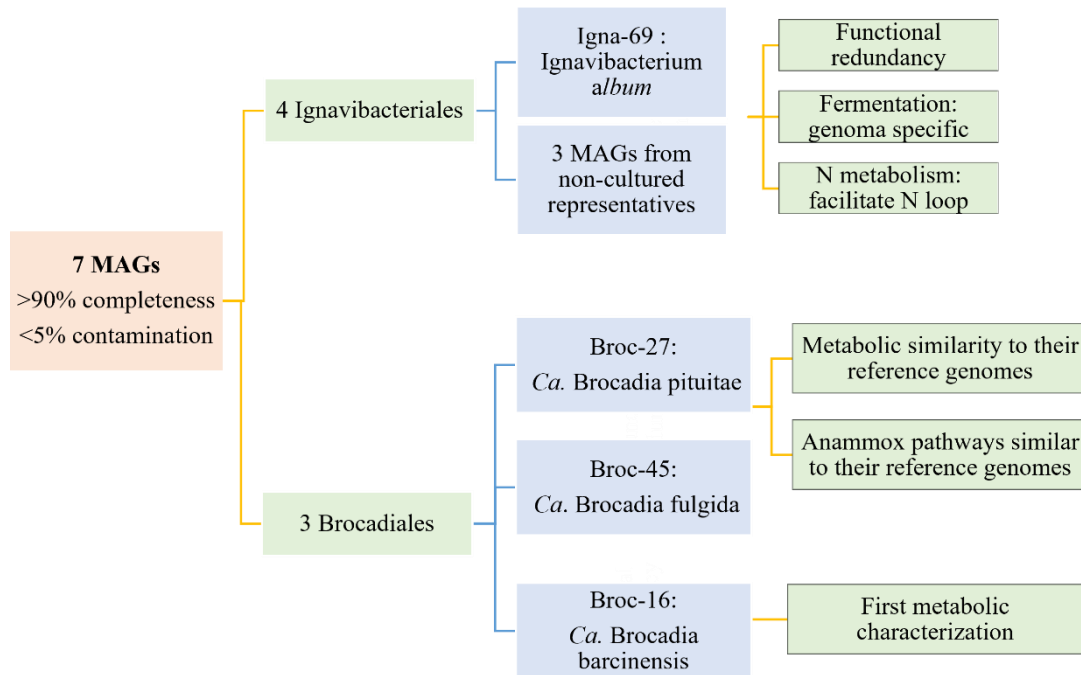 7 MAGs
>90% completeness
<5% contamination
4 Ignavibacteriales
Igna-69 :
Ignavibacterium
album
3 MAGs from
non-cultured
representatives
Functional
redundancy
Fermentation:
genoma specific
N metabolism:
facilitate N loop
3 Brocadiales
Broc-27:
Ca. Brocadia pituitae
Broc-45:
Ca. Brocadia fulgida
Metabolic similarity to their
reference genomes
Anammox pathways similar
to their reference genomes
Broc-16:
Ca. Brocadia
barcinensis
First metabolic
characterization